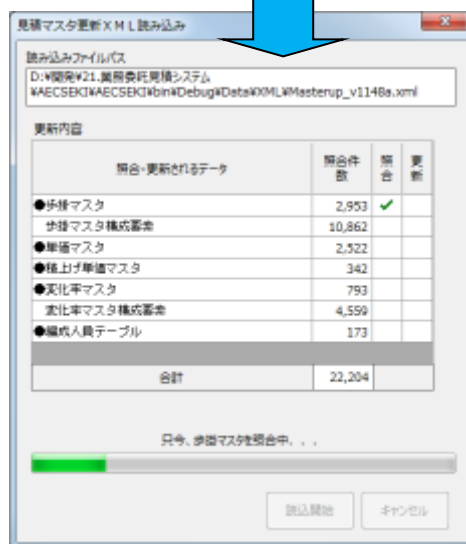 見積マスタ更新XML読み込み
読み込みファイルパス
D:¥開発¥21.業務委託見積システム
¥AECSEKI¥AECSEKI¥bin¥Debug¥Data¥XML¥Masterup_v1148a.xml
更新内容
照合・更新されるデータ 照合件数 照合 更新
●歩掛マスタ 2,953 ✔
歩掛マスタ構成要素 10,862
●単価マスタ 2,522
●積上げ単価マスタ 342
●変化率マスタ 793
変化率マスタ構成要素 4,559
●編成人員テーブル 173
合計 22,204
只今、歩掛マスタを照合中．．．
読込開始 キャンセル